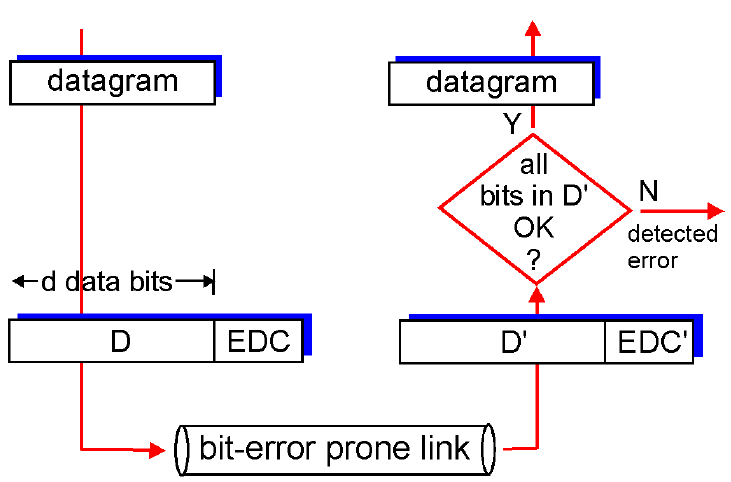 datagram
d data bits
D
EDC
bit-error prone link
datagram
Y
all
bits in D'
OK
?
N
detected
error
D'
EDC'